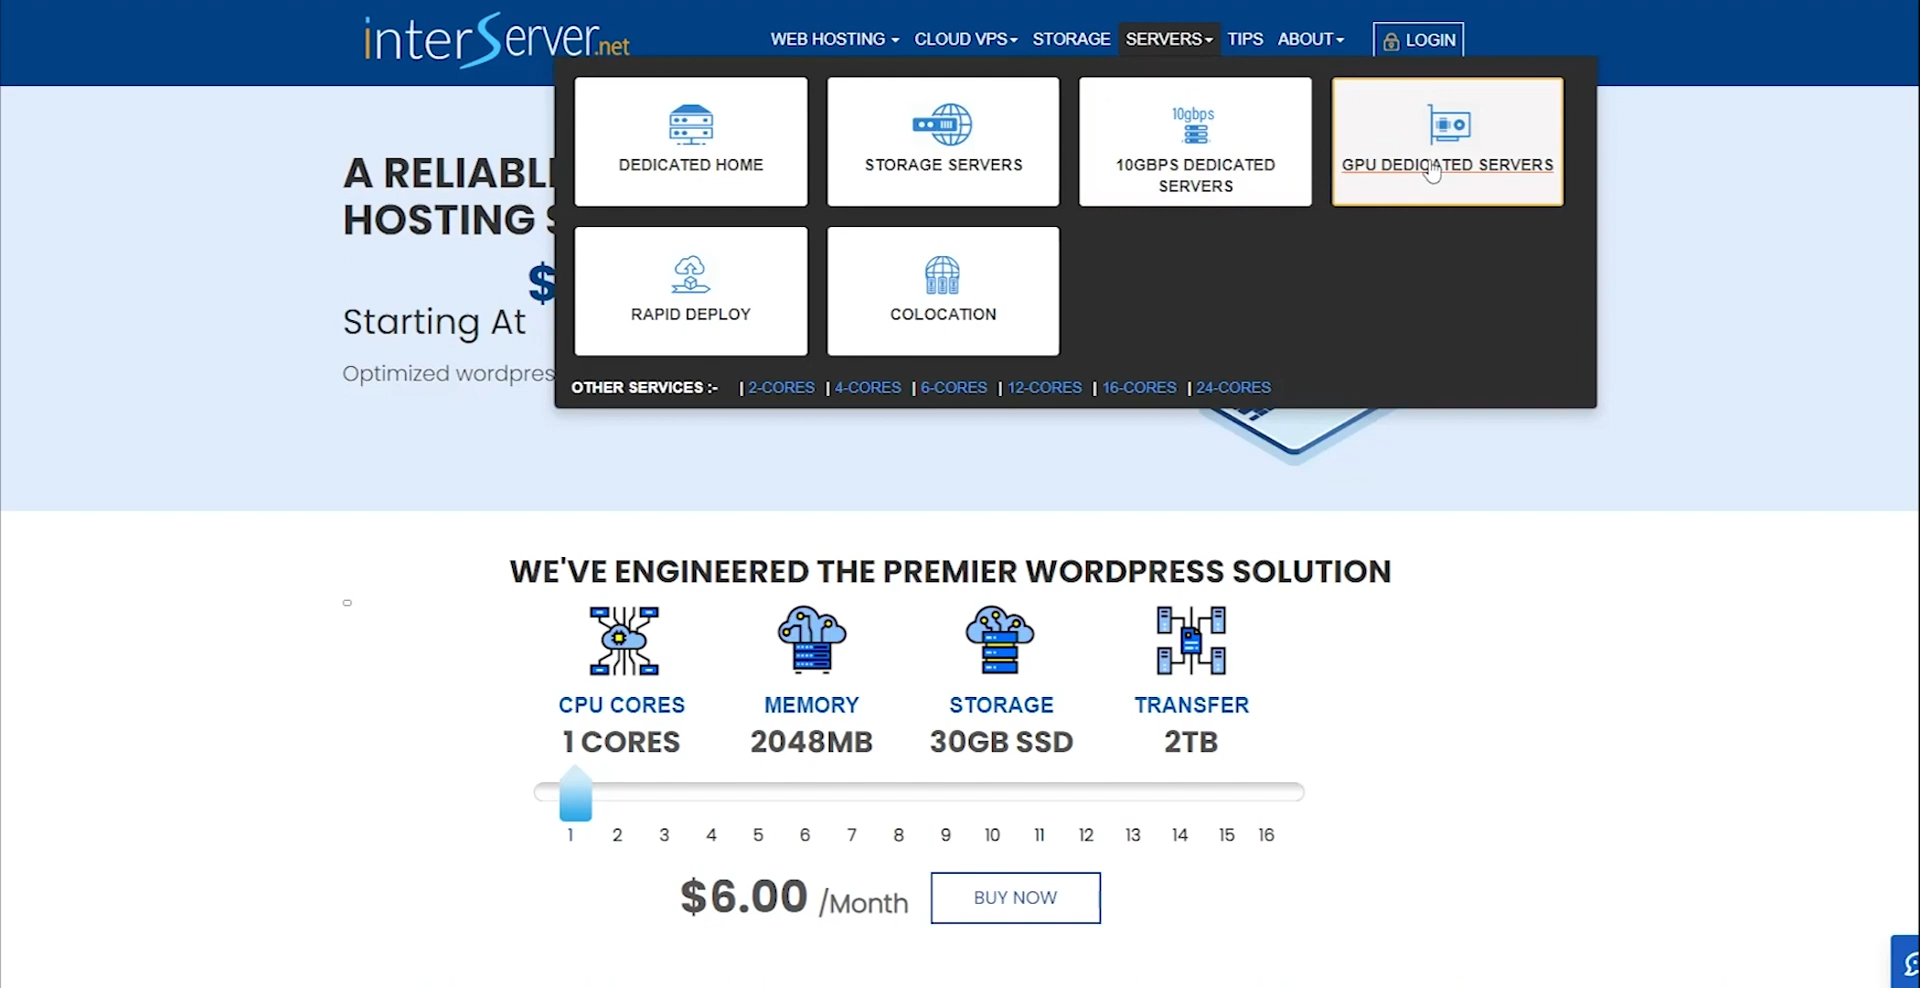 interServer.net
WEB HOSTING CLOUD VPS STORAGE SERVERS TIPS ABOUT LOGIN
DEDICATED HOME
STORAGE SERVERS
10gbps
10GBPS DEDICATED
SERVERS
GPU DEDICATED SERVERS
RAPID DEPLOY
COLOCATION
OTHER SERVICES :- | 2-CORES | 4-CORES | 6-CORES | 12-CORES | 16-CORES | 24-CORES
A RELIABL
HOSTING
$
Starting At
Optimized wordpres
WE'VE ENGINEERED THE PREMIER WORDPRESS SOLUTION
CPU CORES
1 CORES
MEMORY
2048MB
STORAGE
30GB SSD
TRANSFER
2TB
1 2 3 4 5 6 7 8 9 10 11 12 13 14 15 16
$6.00 /Month
BUY NOW